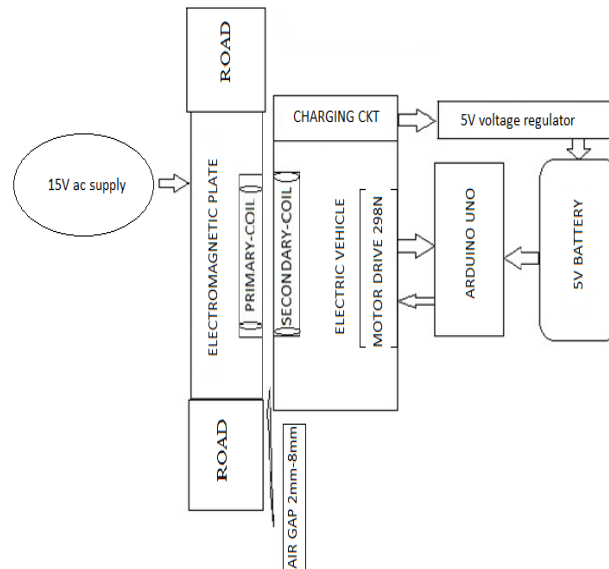 ROAD
CHARGING CKT
5V voltage regulator
15V ac supply
ELECTROMAGNETIC PLATE
PRIMARY-COIL
SECONDARY-COIL
ELECTRIC VEHICLE
MOTOR DRIVE 298N
ARDUINO UNO
5V BATTERY
ROAD
AIR GAP 2mm-8mm